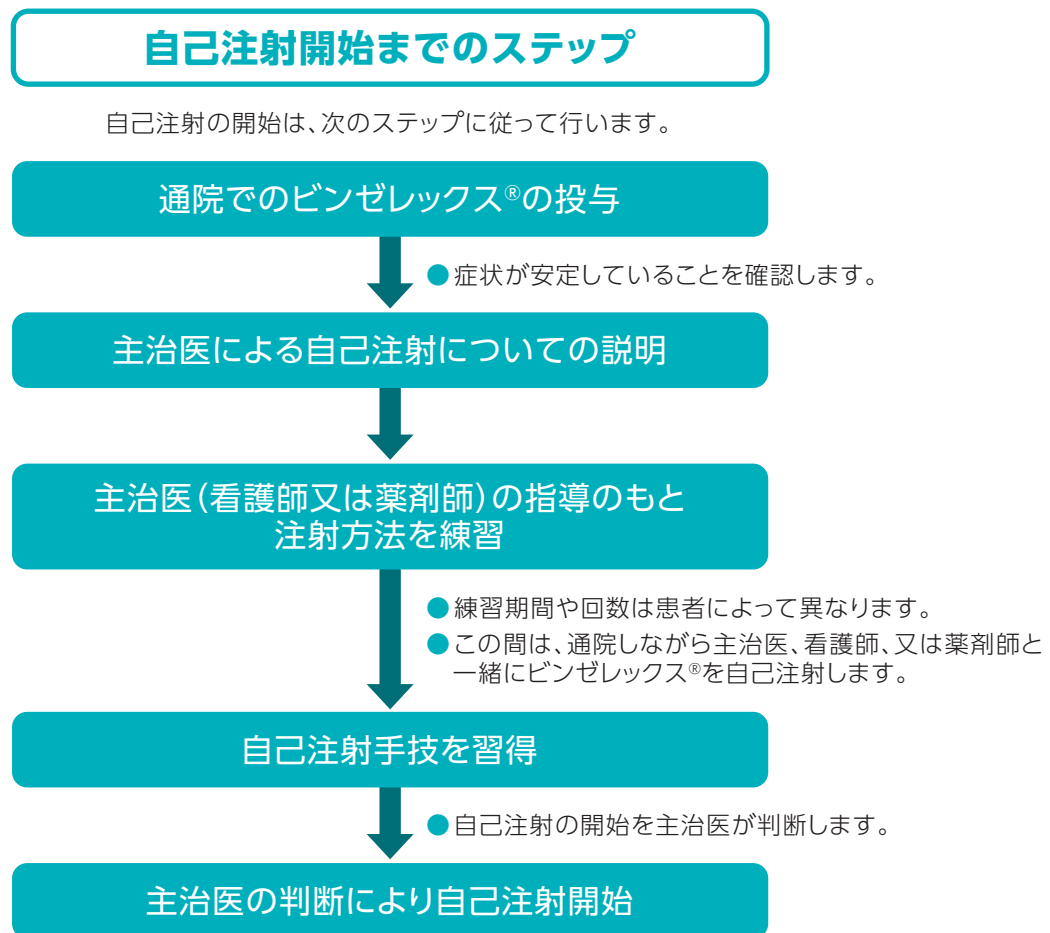 自己注射開始までのステップ
自己注射の開始は、次のステップに従って行います。
通院でのビンゼレックス®の投与
●症状が安定していることを確認します。
主治医による自己注射についての説明
主治医（看護師又は薬剤師）の指導のもと
注射方法を練習
●練習期間や回数は患者によって異なります。
●この間は、通院しながら主治医、看護師、又は薬剤師と
一緒にビンゼレックス®を自己注射します。
自己注射手技を習得
●自己注射の開始を主治医が判断します。
主治医の判断により自己注射開始